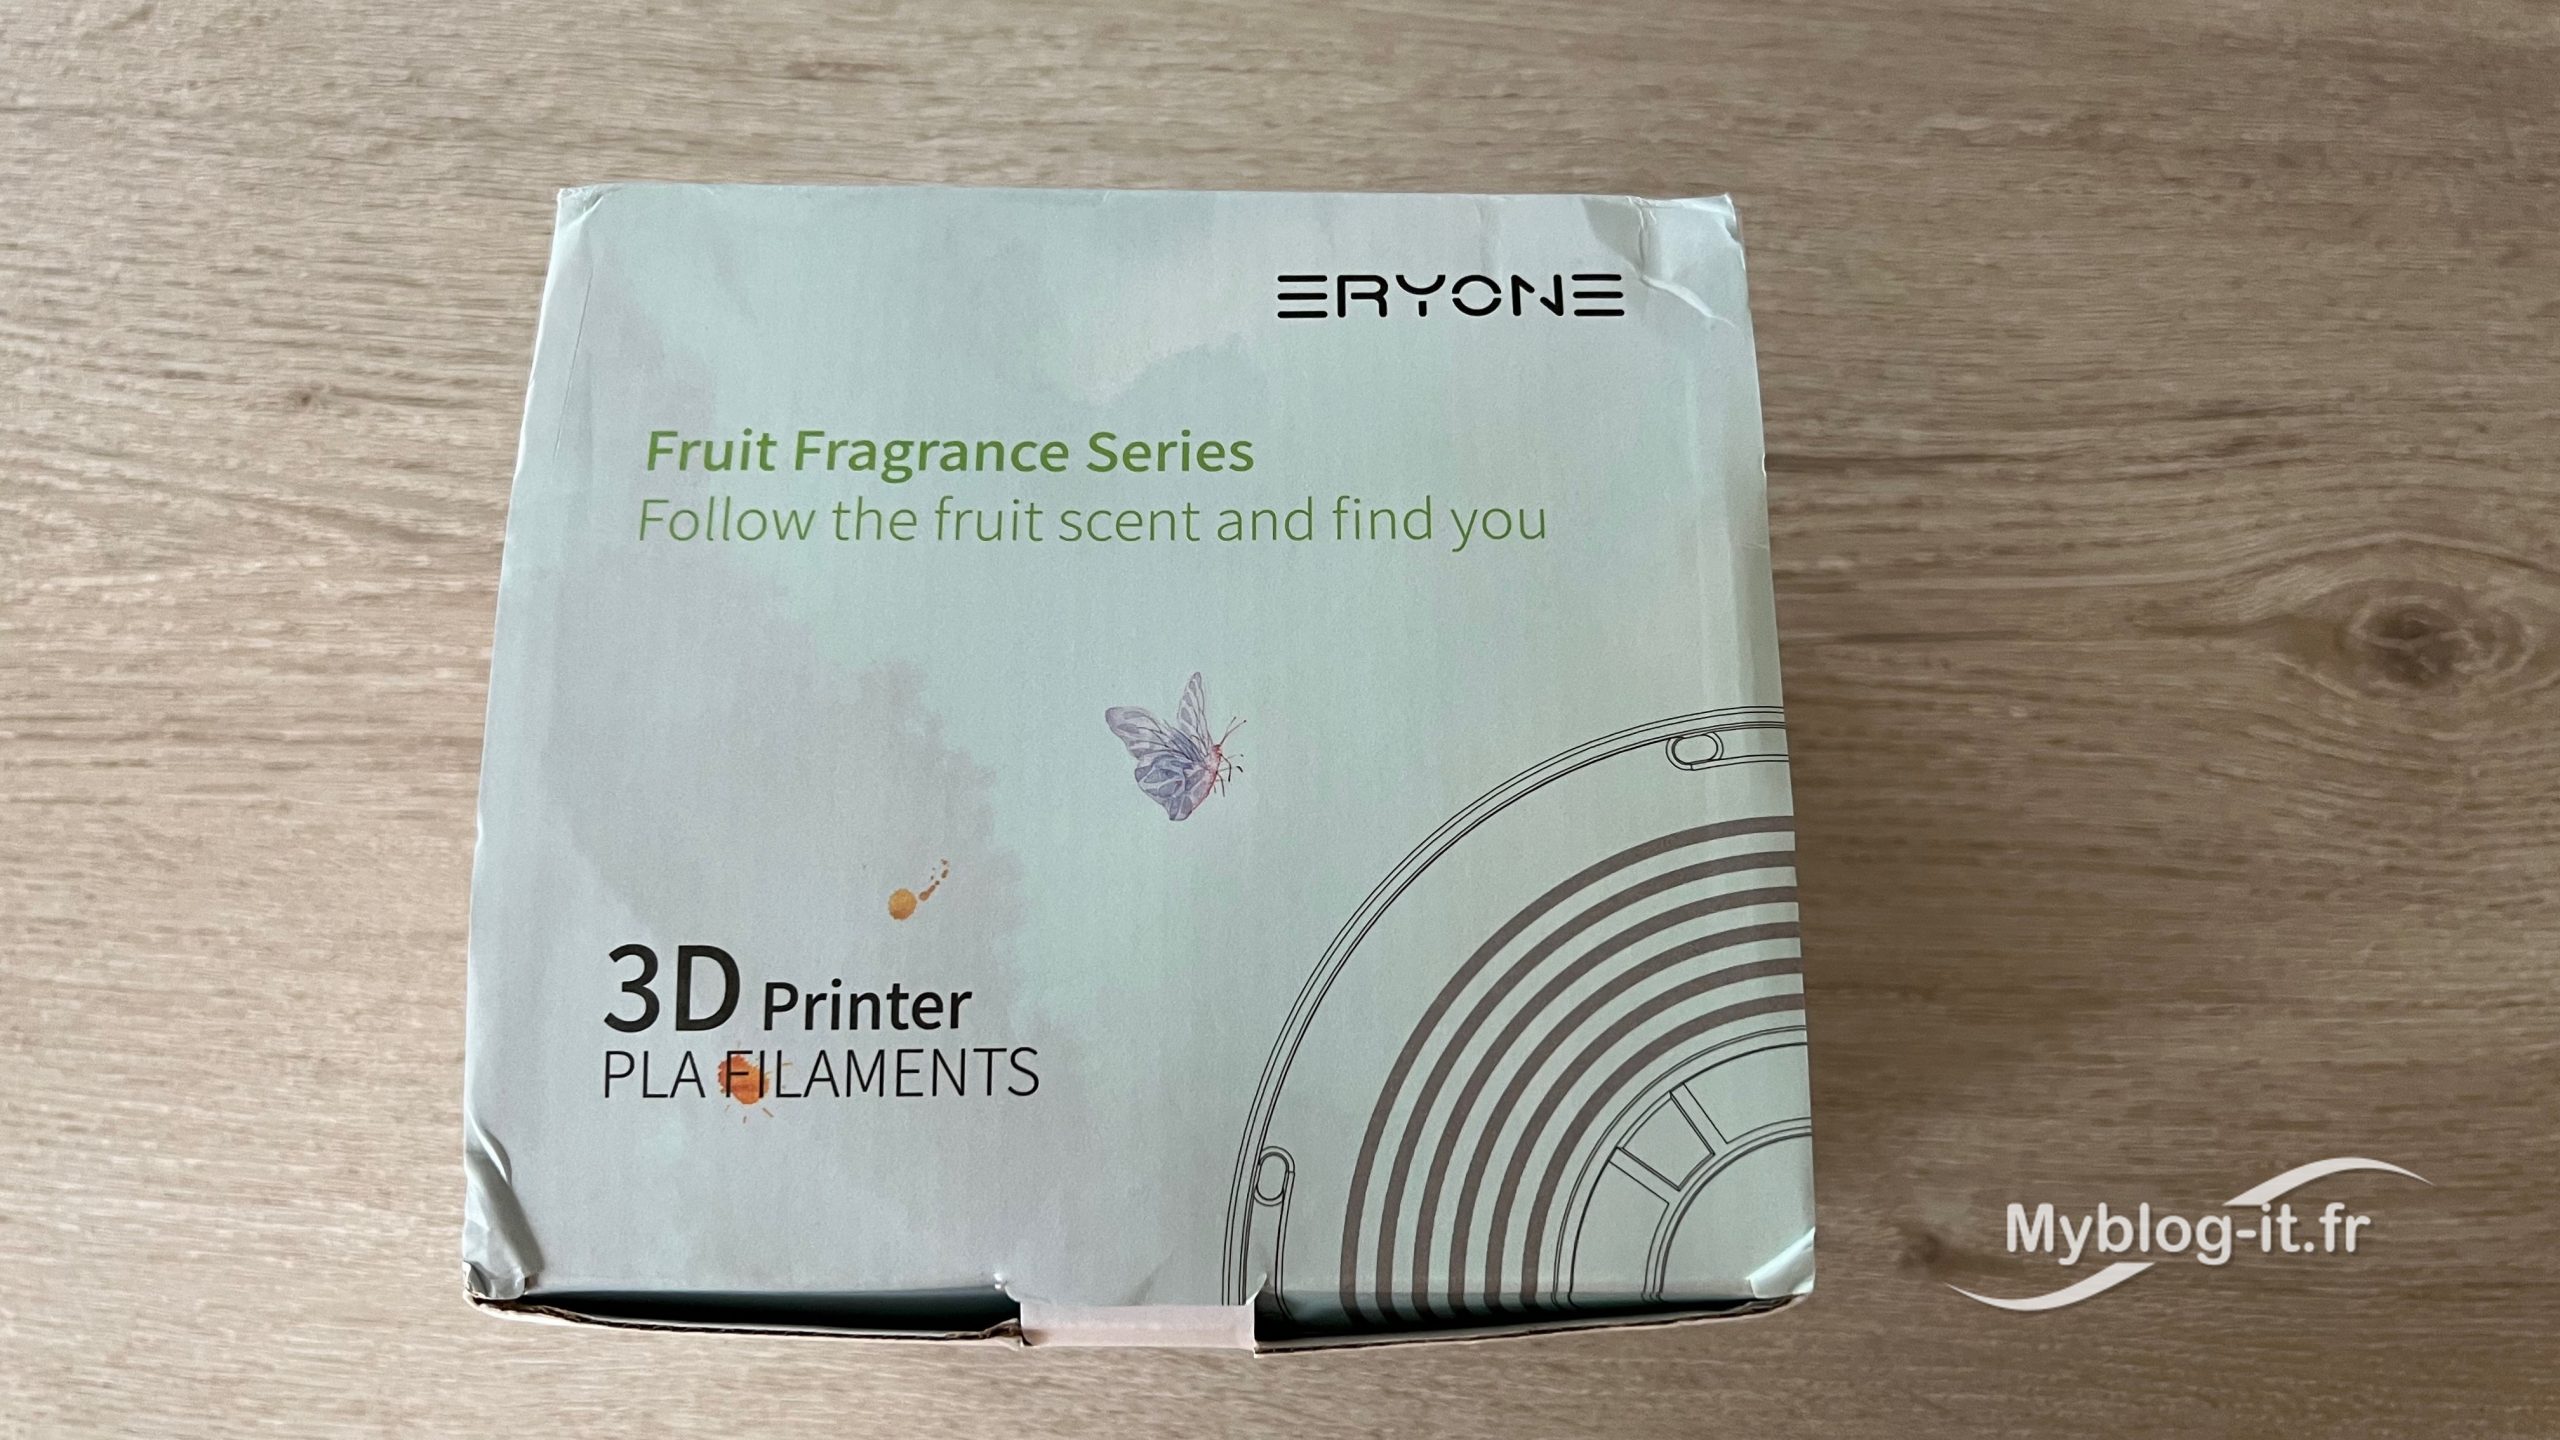 ERYONE
Fruit Fragrance Series
Follow the fruit scent and find you
3D Printer
PLA FILAMENTS
Myblog-it.fr